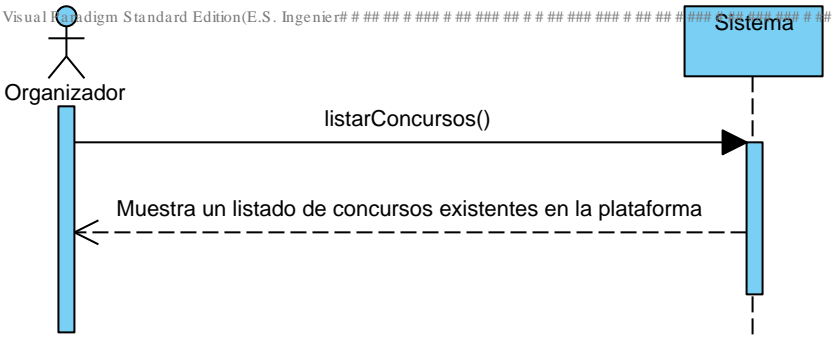 Visual Paradigm Standard Edition(E.S. Ingenier# # ## ## # ### # ## ### ## # # ## ### ### # ## ## # ### # ## ### ### # ##
Sistema
Organizador
listarConcursos()
Muestra un listado de concursos existentes en la plataforma